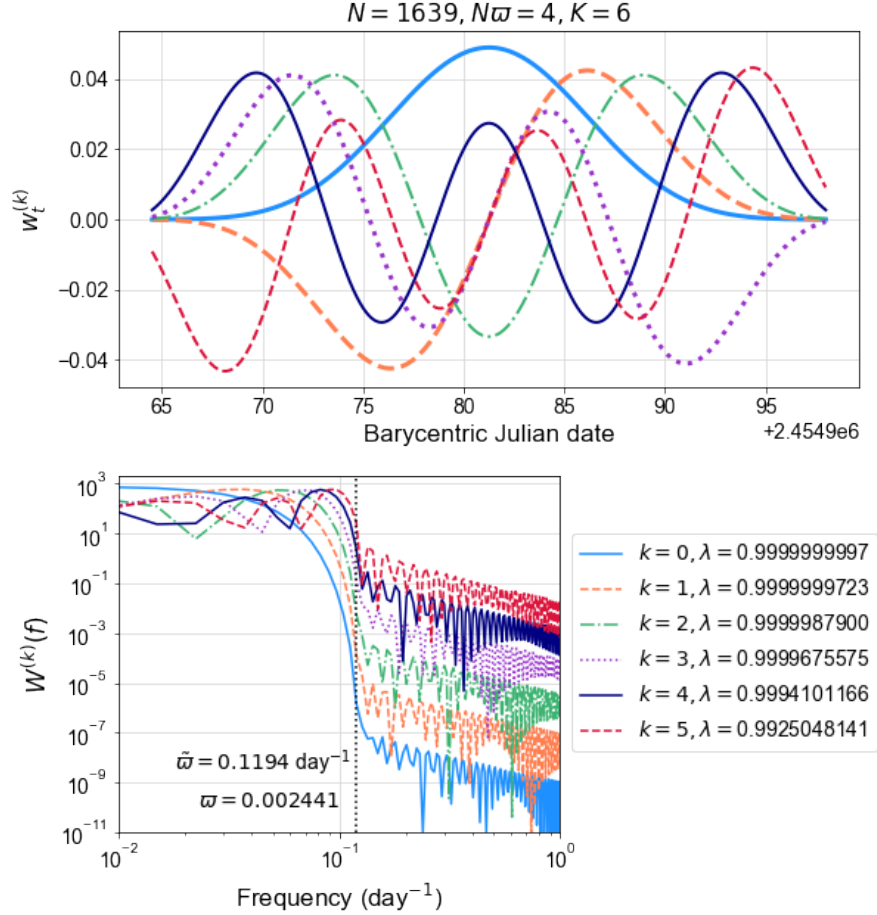 N = 1639, Nϖ = 4, K = 6
0.04
0.02
0.00
−0.02
−0.04
w_t^{(k)}
65 70 75 80 85 90 95
Barycentric Julian date +2.4549e6
10^3
10^1
10^{-1}
10^{-3}
10^{-5}
10^{-7}
10^{-9}
10^{-11}
W^{(k)}(f)
ϖ̃ = 0.1194 day^{-1}
ϖ = 0.002441
10^{-2} 10^{-1} 10^0
Frequency (day^{-1})
k = 0, λ = 0.9999999997
k = 1, λ = 0.9999999723
k = 2, λ = 0.9999987900
k = 3, λ = 0.9999675575
k = 4, λ = 0.9994101166
k = 5, λ = 0.9925048141